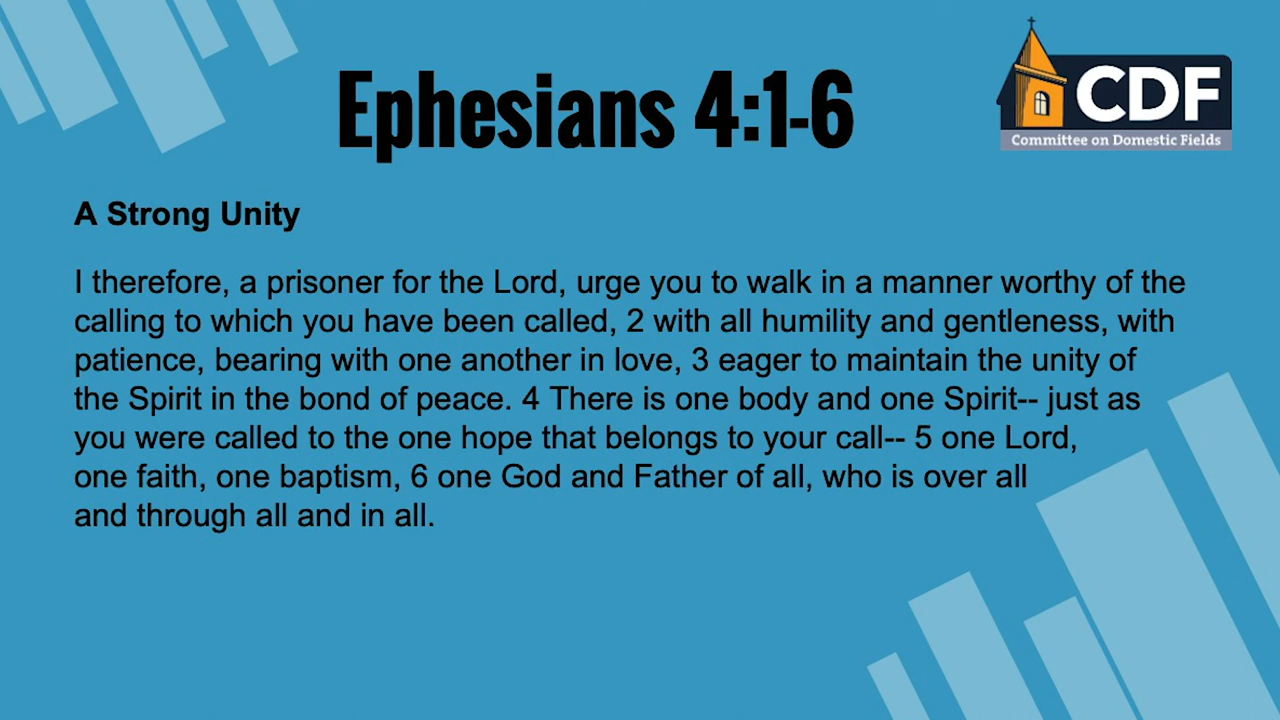 Ephesians 4:1-6
CDF
Committee on Domestic Fields
A Strong Unity
I therefore, a prisoner for the Lord, urge you to walk in a manner worthy of the
calling to which you have been called, 2 with all humility and gentleness, with
patience, bearing with one another in love, 3 eager to maintain the unity of
the Spirit in the bond of peace. 4 There is one body and one Spirit-- just as
you were called to the one hope that belongs to your call-- 5 one Lord,
one faith, one baptism, 6 one God and Father of all, who is over all
and through all and in all.